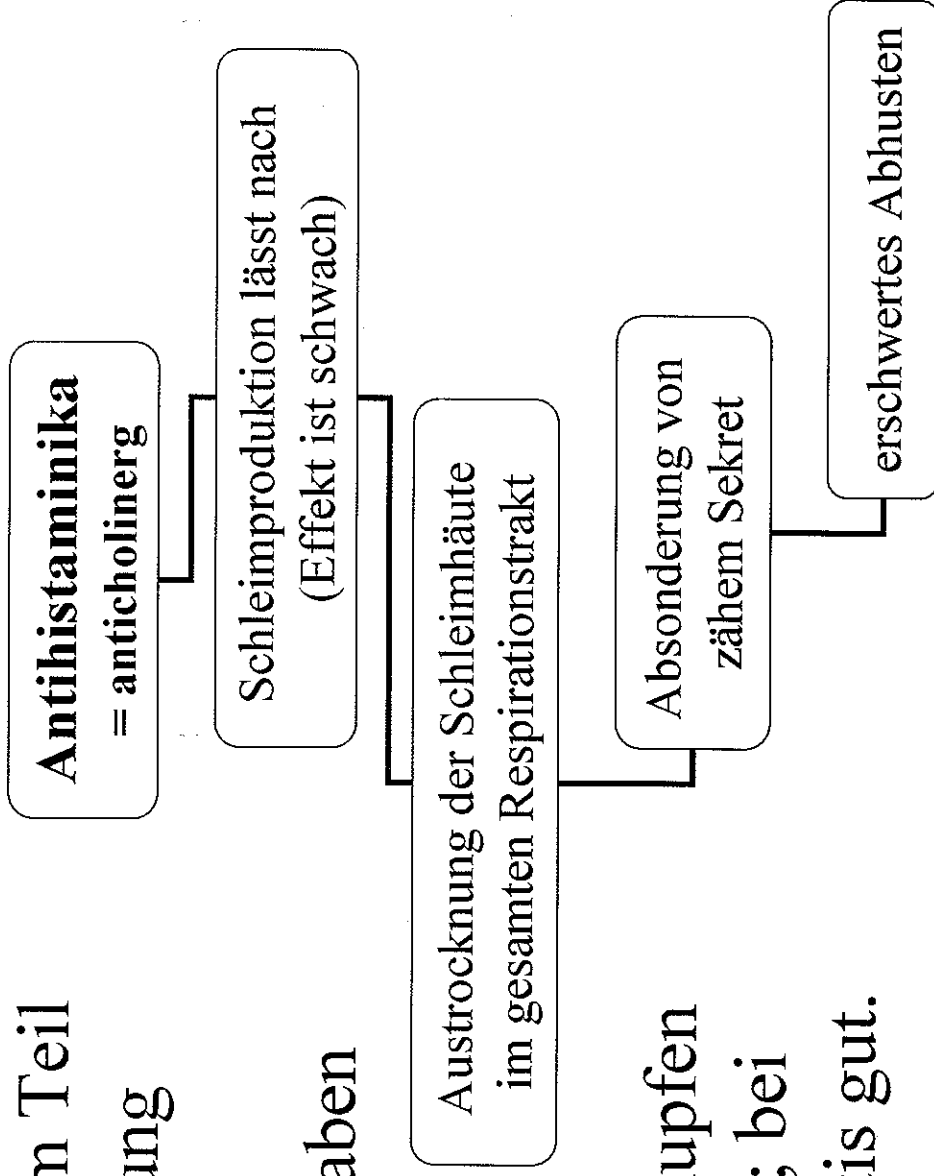 m Teil
ung
aben
upfen
, bei
is gut.
Antihistaminika
= anticholinerg
Schleimproduktion lässt nach
(Effekt ist schwach)
Austrocknung der Schleimhäute
im gesamten Respirationstrakt
Absonderung von
zähem Sekret
erschwertes Abhusten